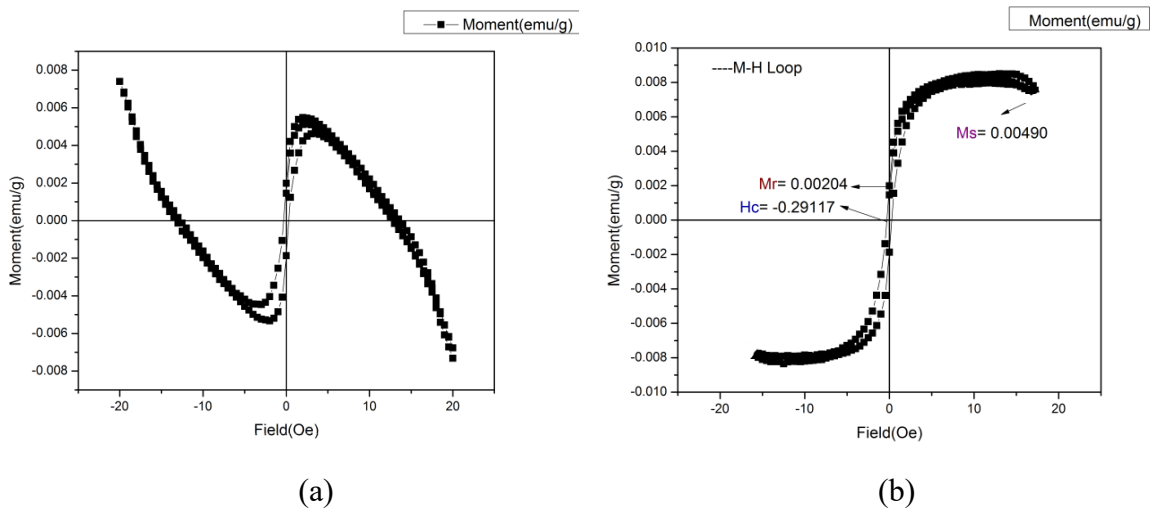 Moment(emu/g)
0.008
0.006
0.004
0.002
0.000
-0.002
-0.004
-0.006
-0.008
Moment(emu/g)
-20
-10
0
10
20
Field(Oe)
(a)
Moment(emu/g)
0.010
0.008
0.006
0.004
0.002
0.000
-0.002
-0.004
-0.006
-0.008
-0.010
Moment(emu/g)
----M-H Loop
Ms= 0.00490
Mr= 0.00204
Hc= -0.29117
-20
-10
0
10
20
Field(Oe)
(b)